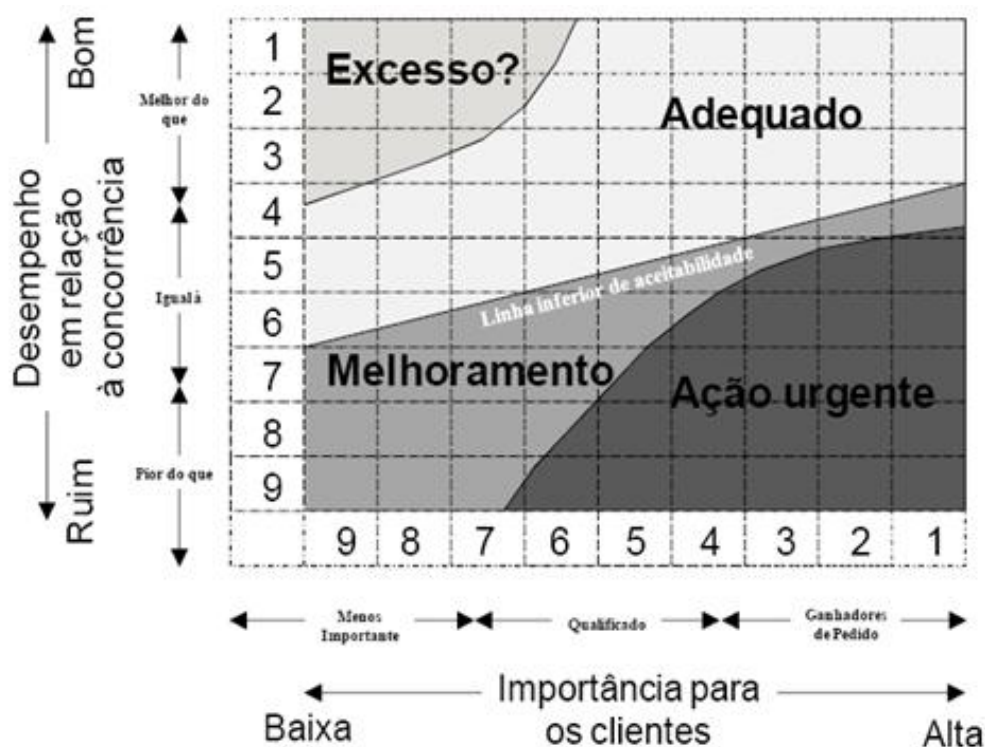 Bom
Desempenho
em relação
à concorrência
Ruim
Melhor do
que
Igual à
Pior do que
1
2
3
4
5
6
7
8
9
Excesso?
Adequado
Linha inferior de aceitabilidade
Melhoramento
Ação urgente
9 8 7 6 5 4 3 2 1
Menos
Importante
Qualificado
Ganhadores
de Pedido
Importância para
os clientes
Baixa
Alta